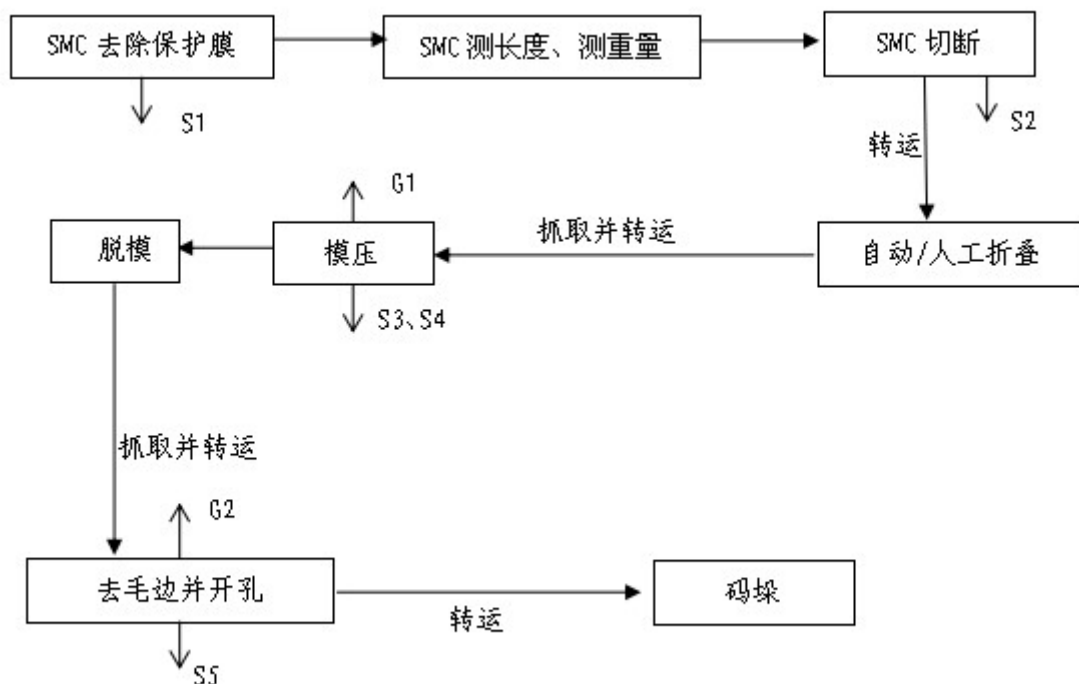 SMC 去除保护膜
SMC 测长度、测重量
SMC 切断
S1
S2
转运
G1
脱模
模压
抓取并转运
自动/人工折叠
S3、S4
抓取并转运
G2
去毛边并开孔
转运
码垛
S5